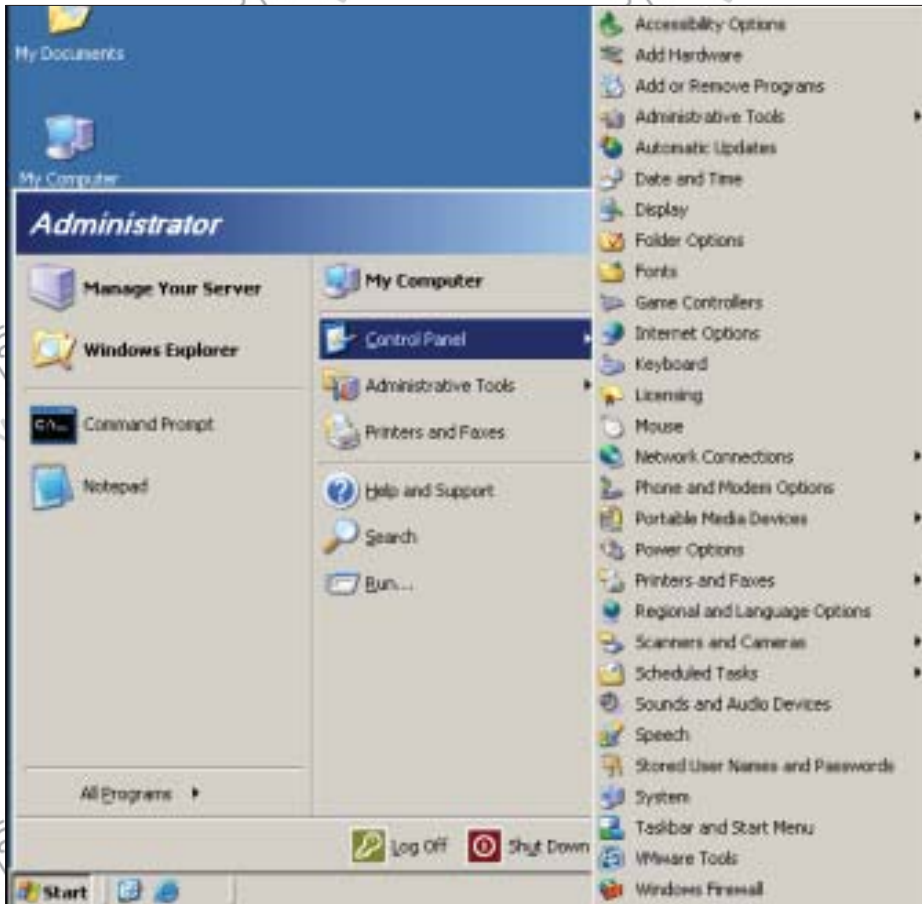 My Documents
My Computer
Administrator
Manage Your Server
Windows Explorer
Command Prompt
Notepad
All Programs
My Computer
Control Panel
Administrative Tools
Printers and Faxes
Help and Support
Search
Run...
Log Off
Shut Down
Start
Accessibility Options
Add Hardware
Add or Remove Programs
Administrative Tools
Automatic Updates
Date and Time
Display
Folder Options
Fonts
Game Controllers
Internet Options
Keyboard
Licensing
Mouse
Network Connections
Phone and Modem Options
Portable Media Devices
Power Options
Printers and Faxes
Regional and Language Options
Scanners and Cameras
Scheduled Tasks
Sounds and Audio Devices
Speech
Stored User Names and Passwords
System
Taskbar and Start Menu
VMware Tools
Windows Firewall